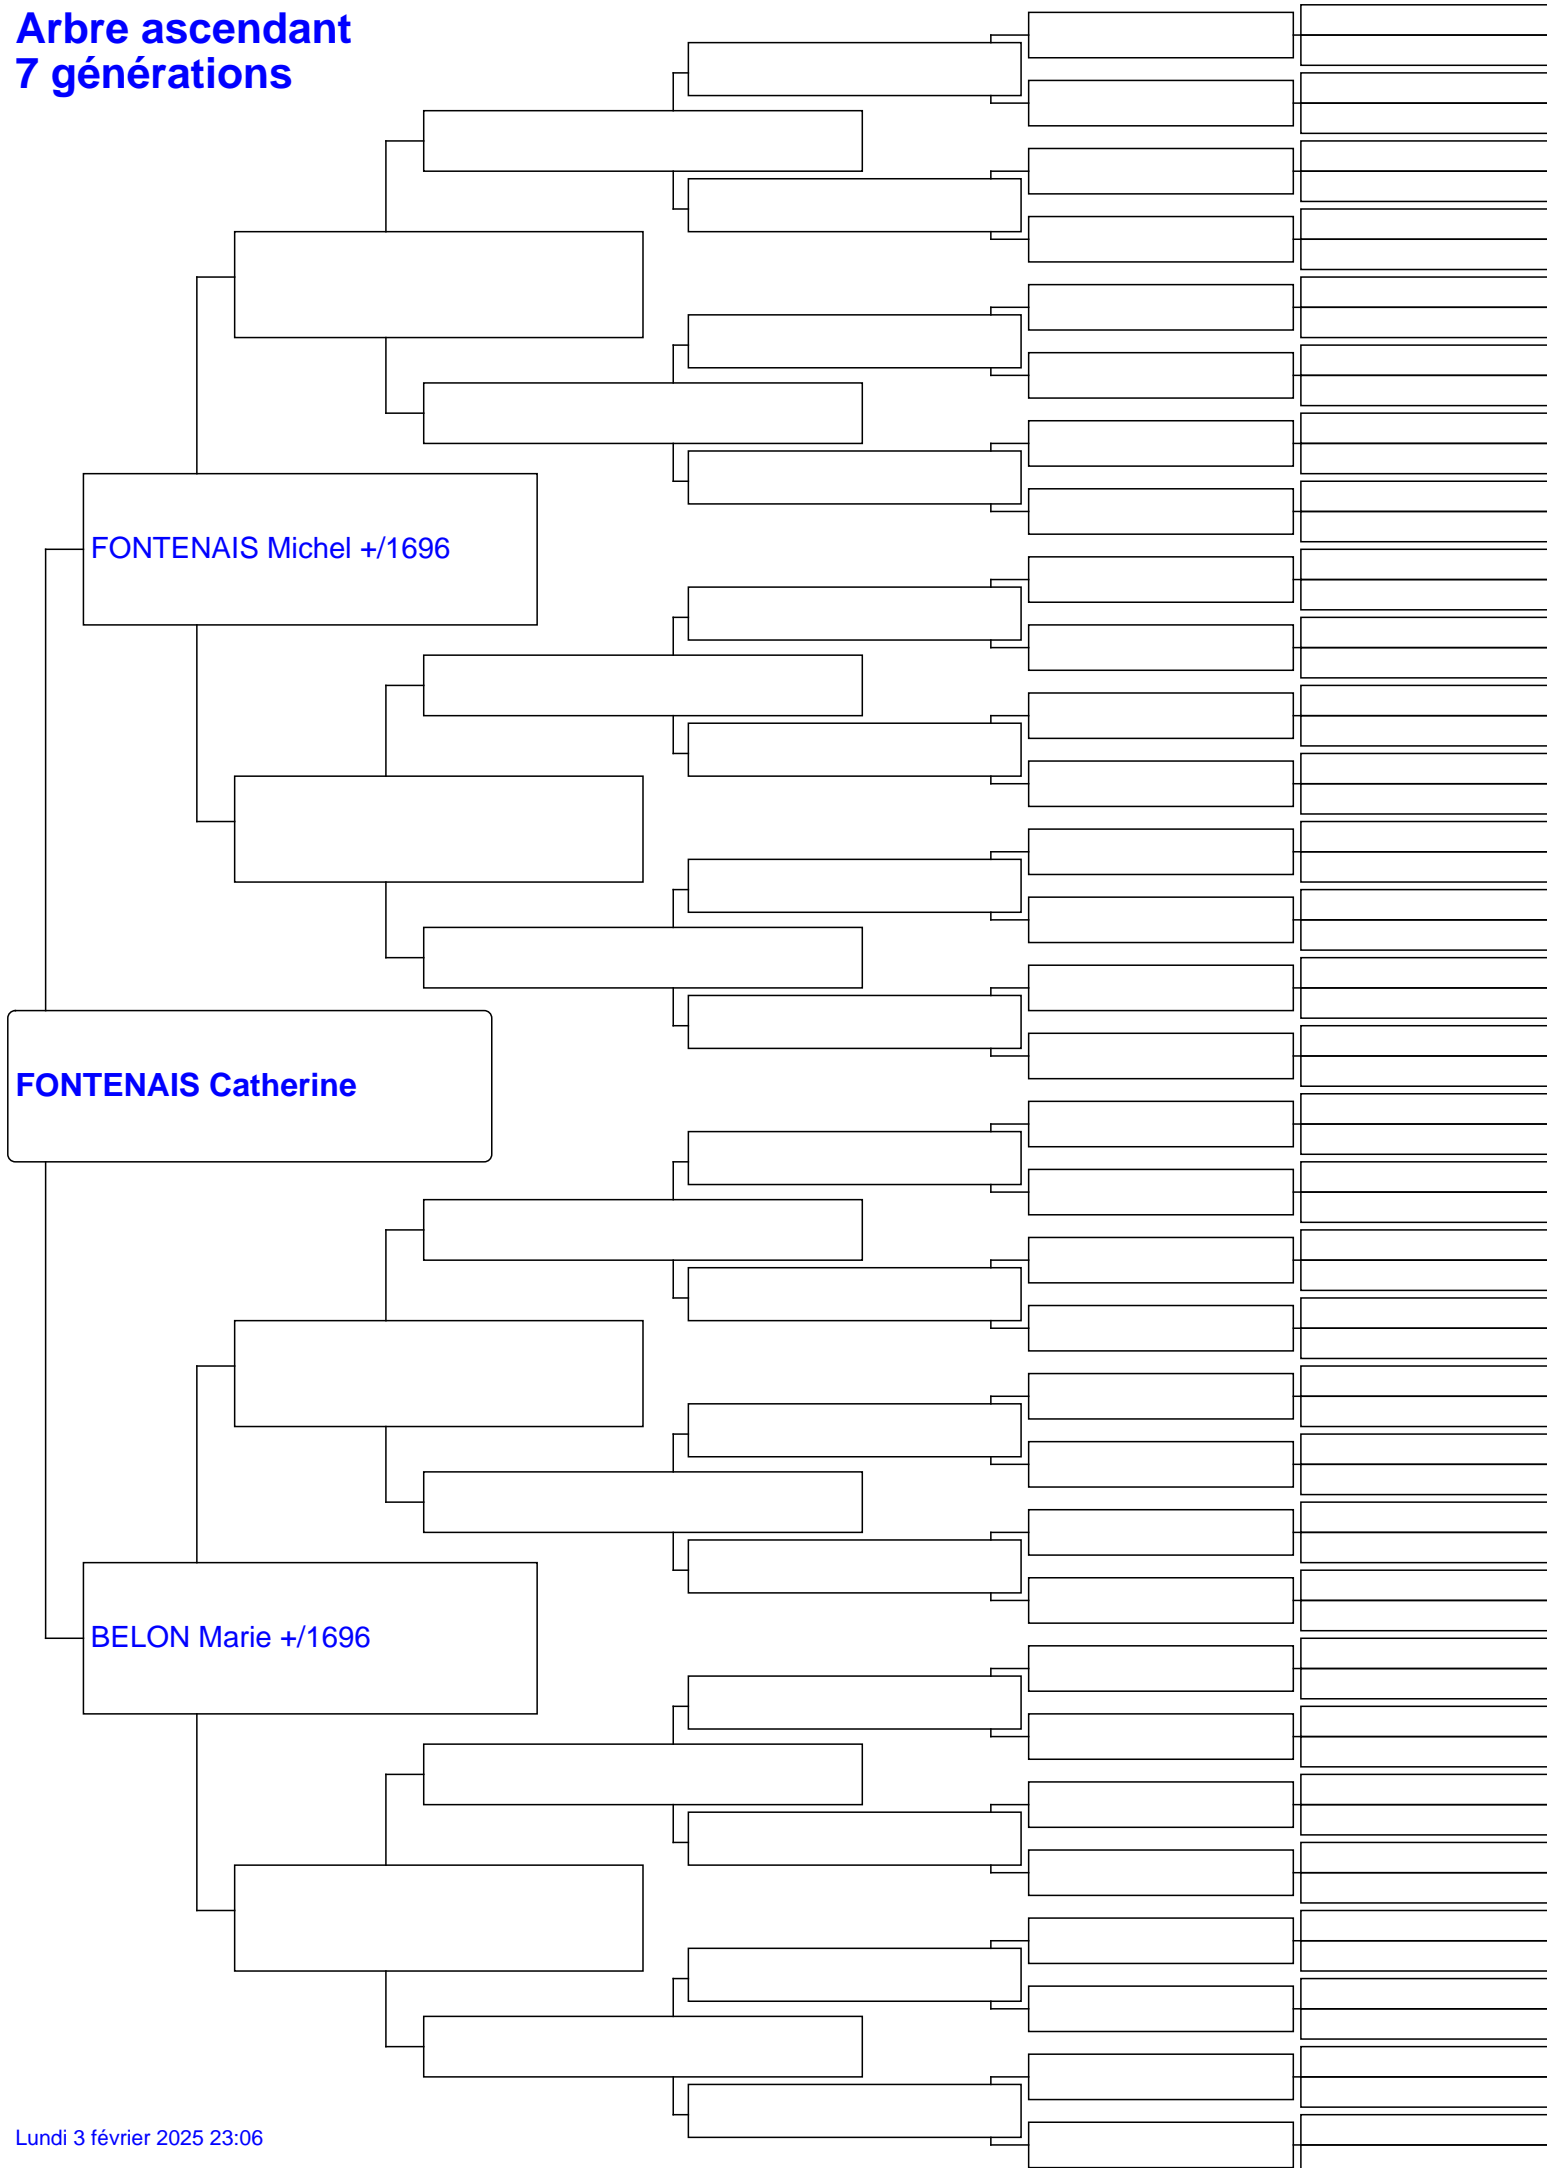 Arbre ascendant
7 générations
FONTENAIS Michel +/1696
FONTENAIS Catherine
BELON Marie +/1696
Lundi 3 février 2025 23:06